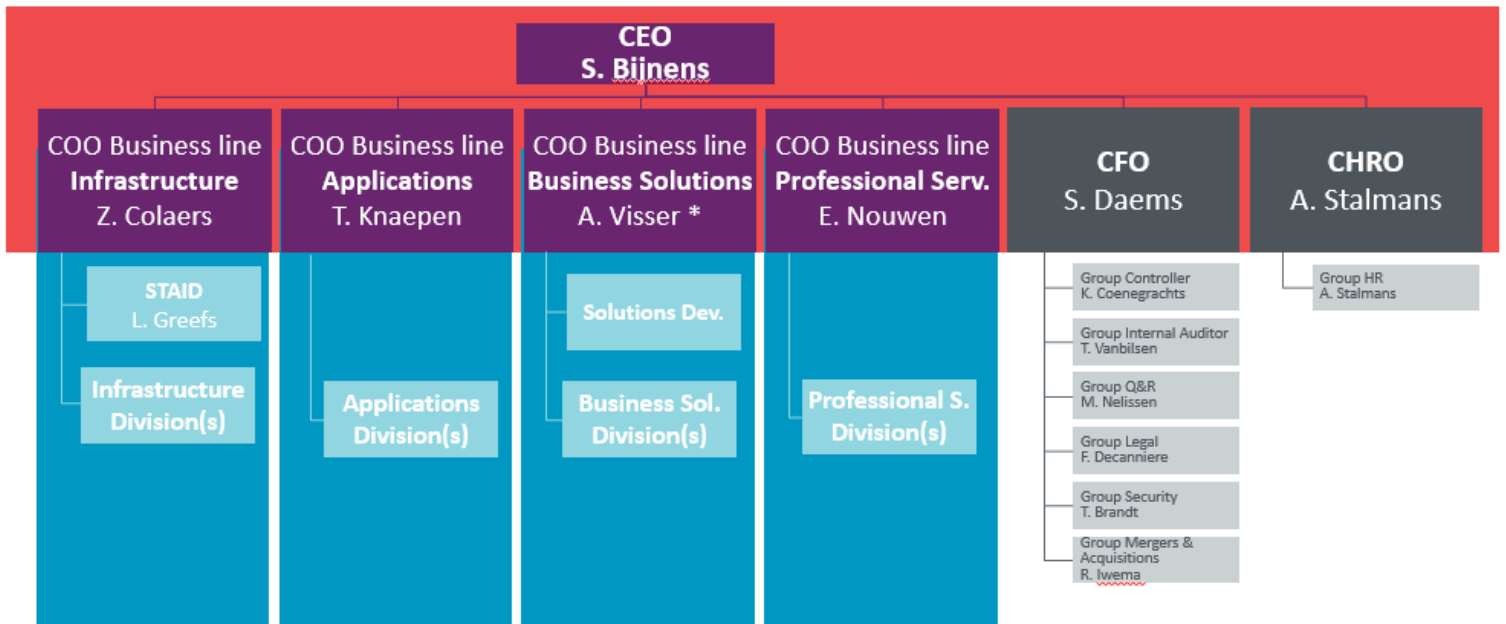 CEO
S. Bijnens
COO Business line
Infrastructure
Z. Colaers
COO Business line
Applications
T. Knaepen
COO Business line
Business Solutions
A. Visser *
COO Business line
Professional Serv.
E. Nouwen
CFO
S. Daems
CHRO
A. Stalmans
STAID
L. Greefs
Infrastructure
Division(s)
Applications
Division(s)
Solutions Dev.
Business Sol.
Division(s)
Professional S.
Division(s)
Group Controller
K. Coenegrachts
Group Internal Auditor
T. Vanbilsen
Group Q&R
M. Nelissen
Group Legal
F. Decanniere
Group Security
T. Brandt
Group Mergers &
Acquisitions
R. Iwema
Group HR
A. Stalmans